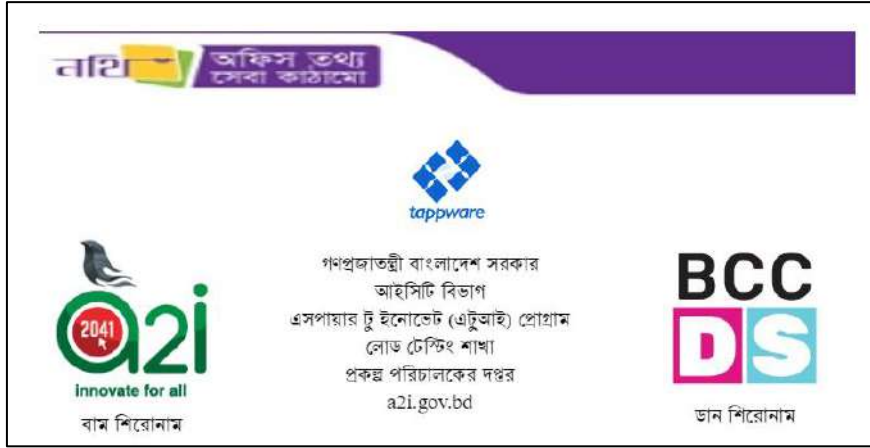 নথি
অফিস তথ্য
সেবা কাঠামো
tappware
গণপ্রজাতন্ত্রী বাংলাদেশ সরকার
আইসিটি বিভাগ
এসপায়ার টু ইনোভেট (এটুআই) প্রোগ্রাম
লোড টেস্টিং শাখা
প্রকল্প পরিচালকের দপ্তর
a2i.gov.bd
2041
a2i
innovate for all
বাম শিরোনাম
BCC
DS
ডান শিরোনাম